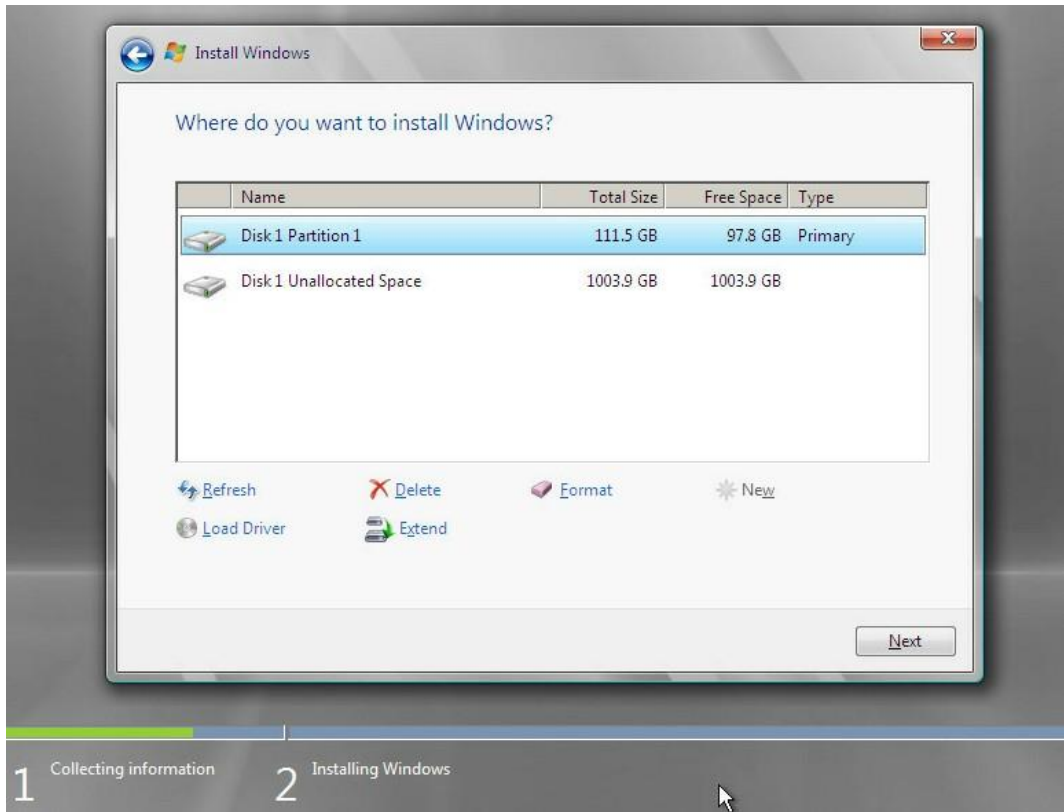 Install Windows
Where do you want to install Windows?
Name Total Size Free Space Type
Disk 1 Partition 1 111.5 GB 97.8 GB Primary
Disk 1 Unallocated Space 1003.9 GB 1003.9 GB
Refresh Delete Format New
Load Driver Extend
Next
1 Collecting information 2 Installing Windows